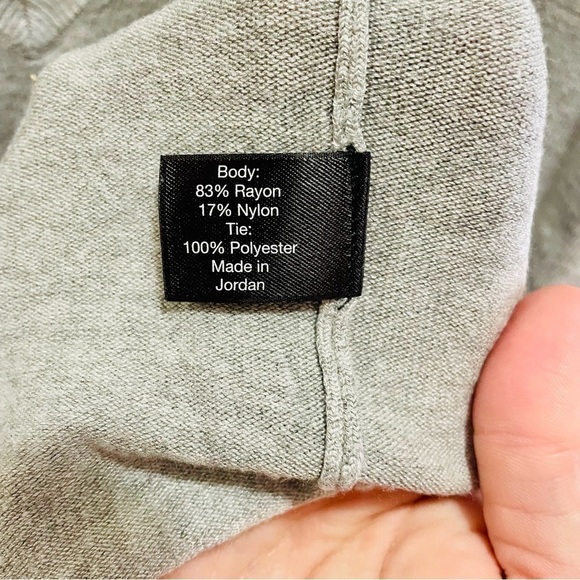 Body:
83% Rayon
17% Nylon
Tie:
100% Polyester
Made in
Jordan